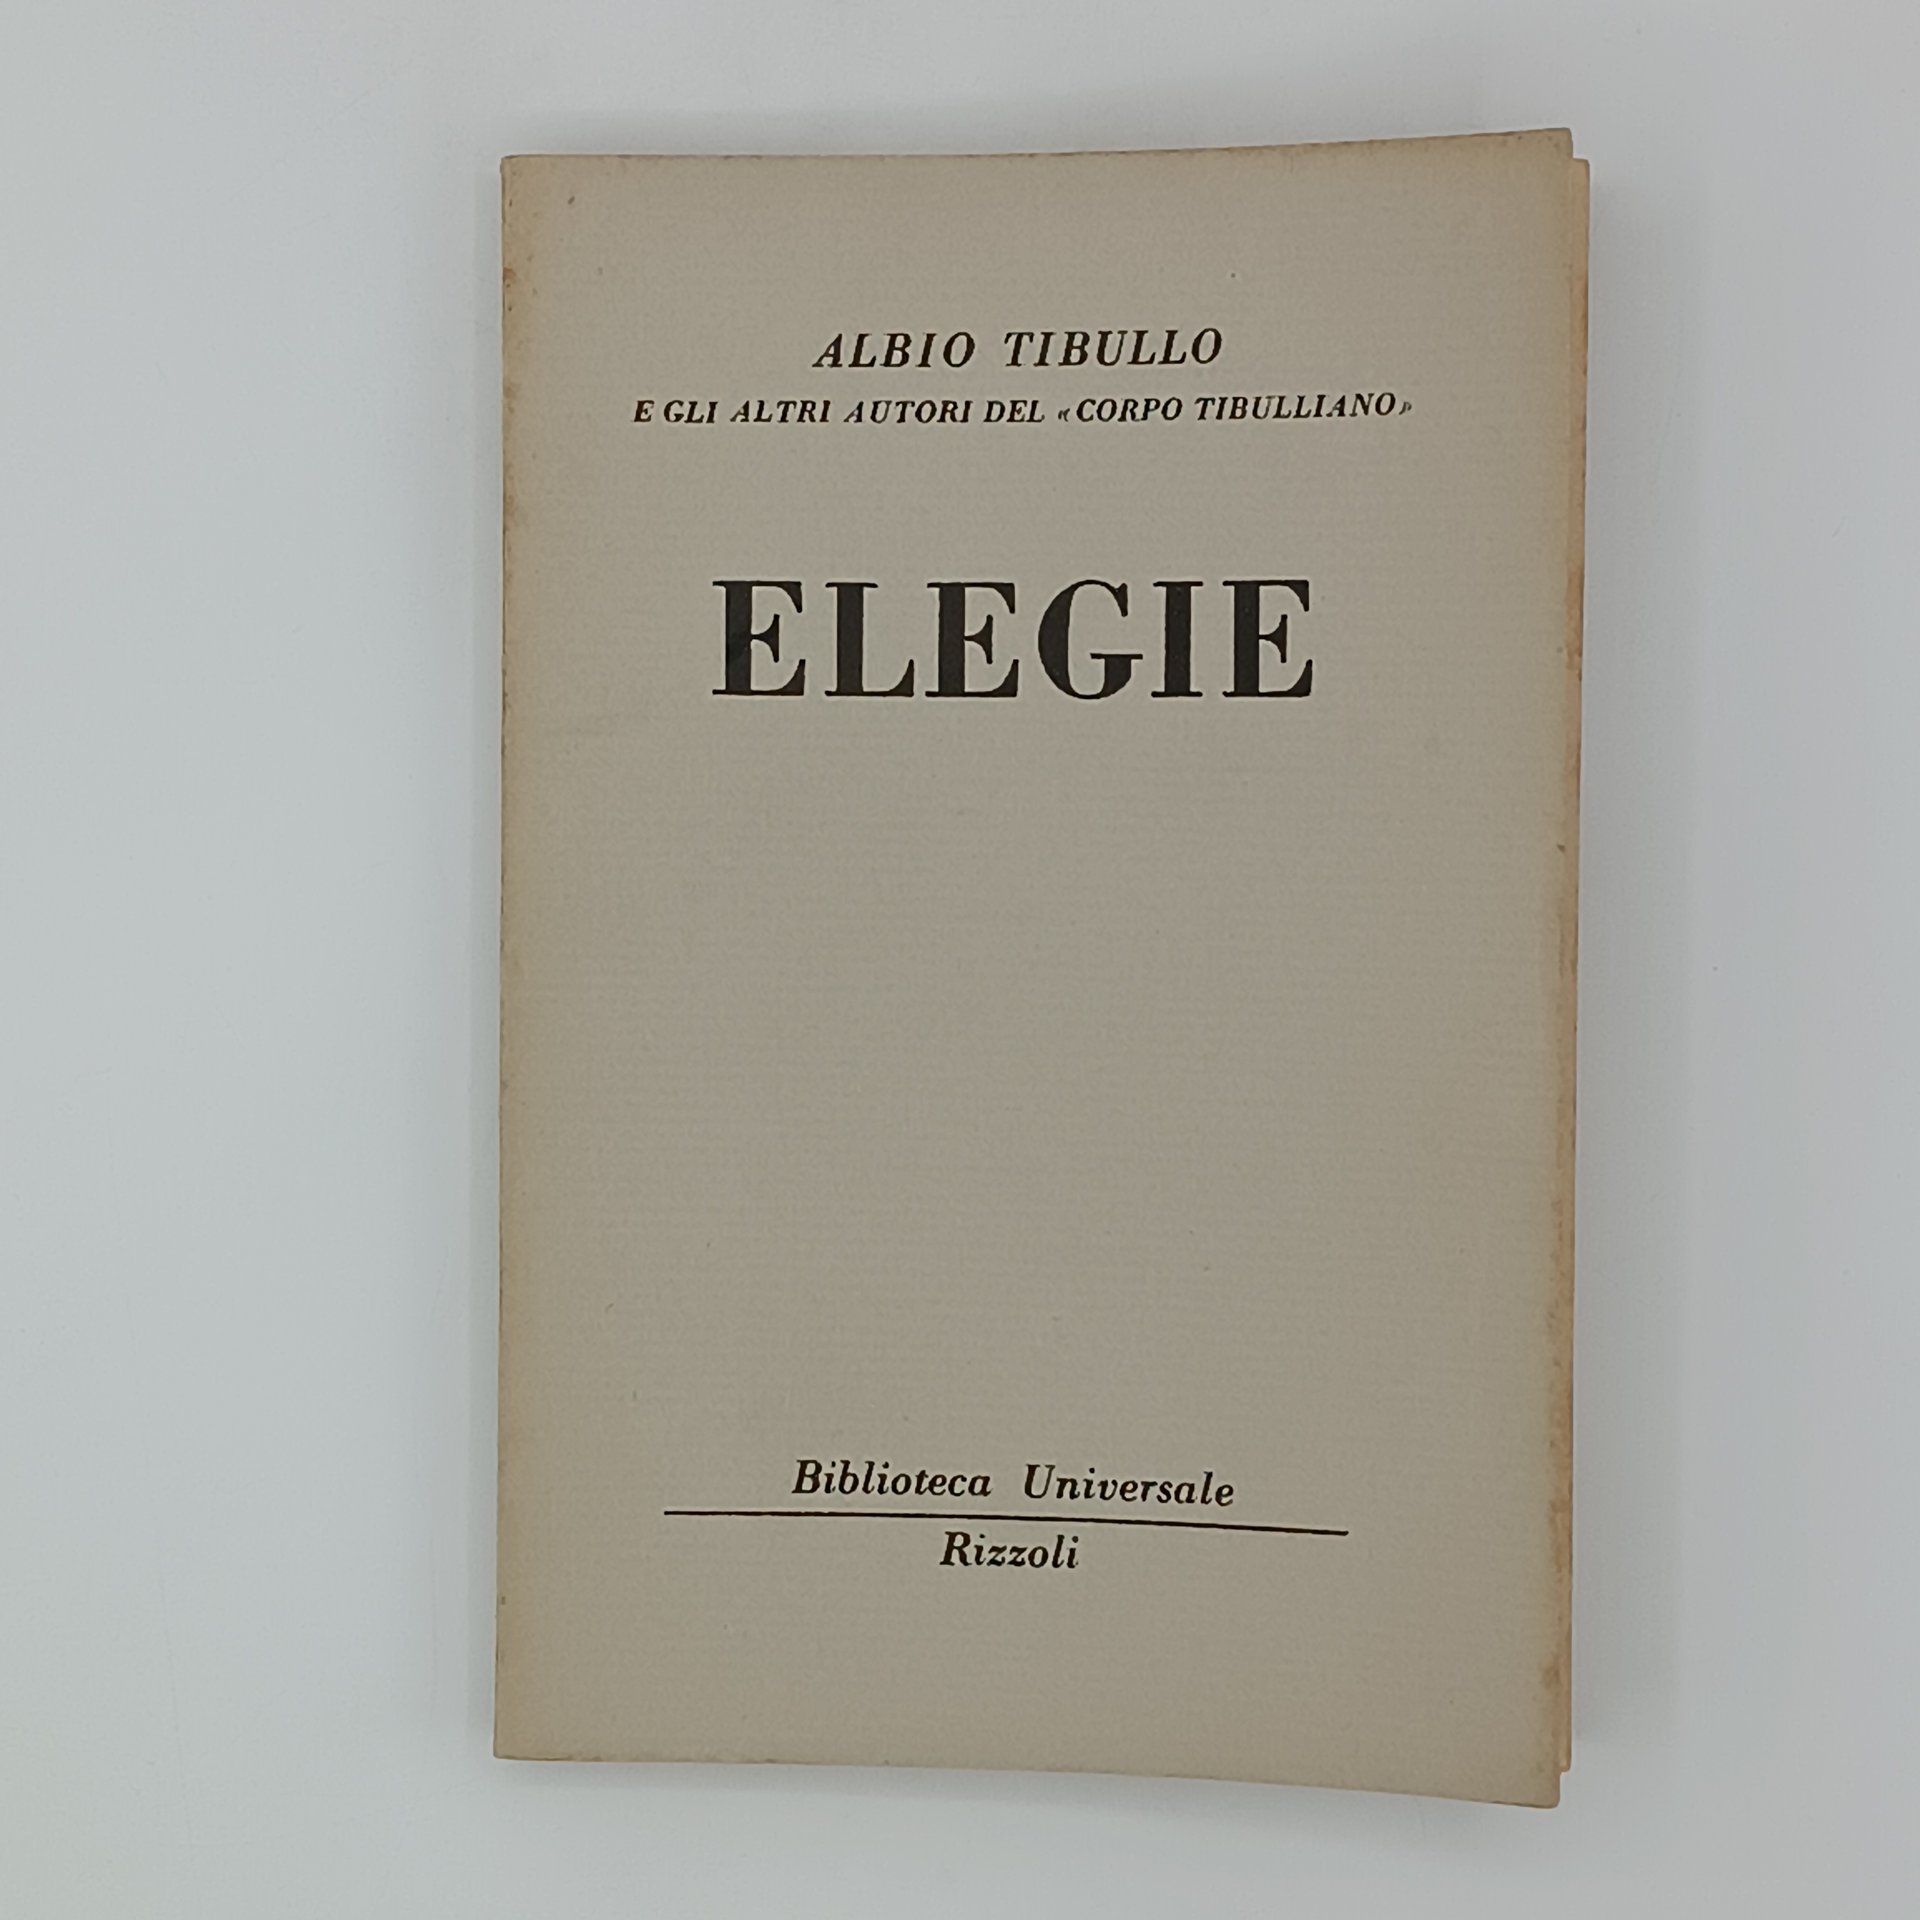 ALBIO TIBULLO
E GLI ALTRI AUTORI DEL «CORPO TIBULLIANO»
ELEGIE
Biblioteca Universale
Rizzoli